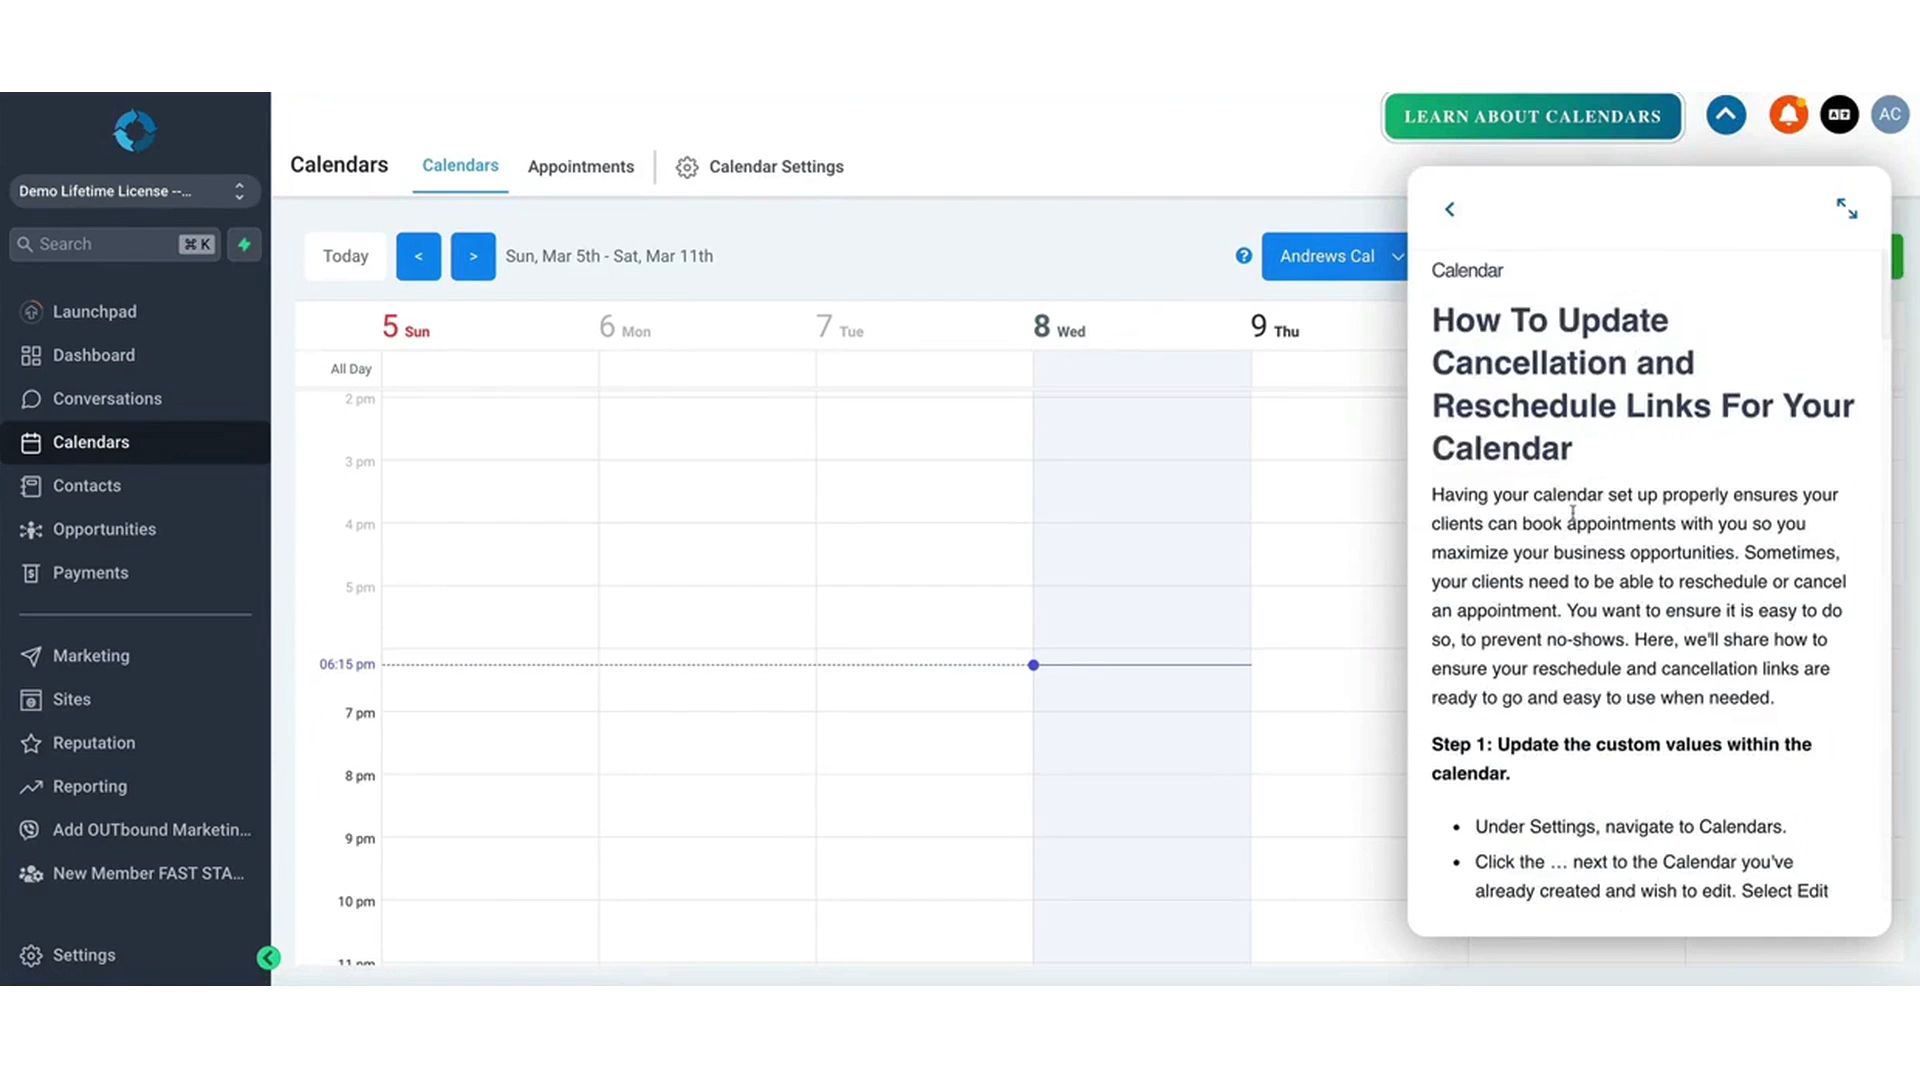 LEARN ABOUT CALENDARS
AC
Demo Lifetime License --...
Search
⌘ K
Launchpad
Dashboard
Conversations
Calendars
Contacts
Opportunities
Payments
Marketing
Sites
Reputation
Reporting
Add OUTbound Marketin...
New Member FAST STA...
Settings
Calendars
Calendars
Appointments
Calendar Settings
Today
<
>
Sun, Mar 5th - Sat, Mar 11th
?
Andrews Cal
5 Sun
6 Mon
7 Tue
8 Wed
9 Thu
All Day
2 pm
3 pm
4 pm
5 pm
06:15 pm
7 pm
8 pm
9 pm
10 pm
11 pm
Calendar
How To Update
Cancellation and
Reschedule Links For Your
Calendar
Having your calendar set up properly ensures your
clients can book appointments with you so you
maximize your business opportunities. Sometimes,
your clients need to be able to reschedule or cancel
an appointment. You want to ensure it is easy to do
so, to prevent no-shows. Here, we'll share how to
ensure your reschedule and cancellation links are
ready to go and easy to use when needed.
Step 1: Update the custom values within the
calendar.
• Under Settings, navigate to Calendars.
• Click the … next to the Calendar you've
already created and wish to edit. Select Edit